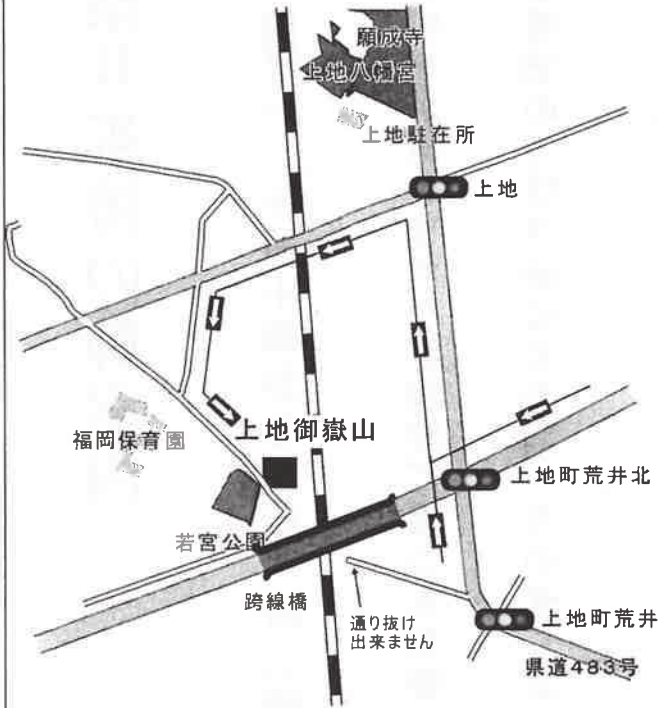 願成寺
上地八幡宮
上地駐在所
上地
上地御嶽山
福岡保育園
若宮公園
上地町荒井北
跨線橋
通り抜け
出来ません
上地町荒井
県道483号